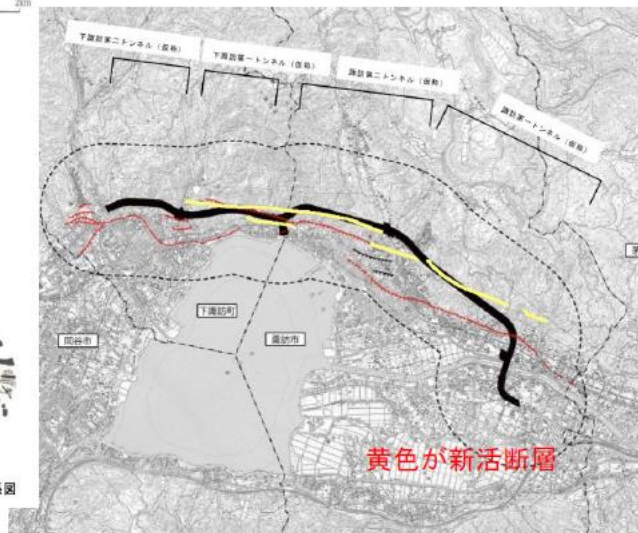 2km
下諏訪第二トンネル（仮称）
下諏訪第一トンネル（仮称）
諏訪第二トンネル（仮称）
諏訪第一トンネル（仮称）
下諏訪町
岡谷市
諏訪市
黄色が新活断層
図